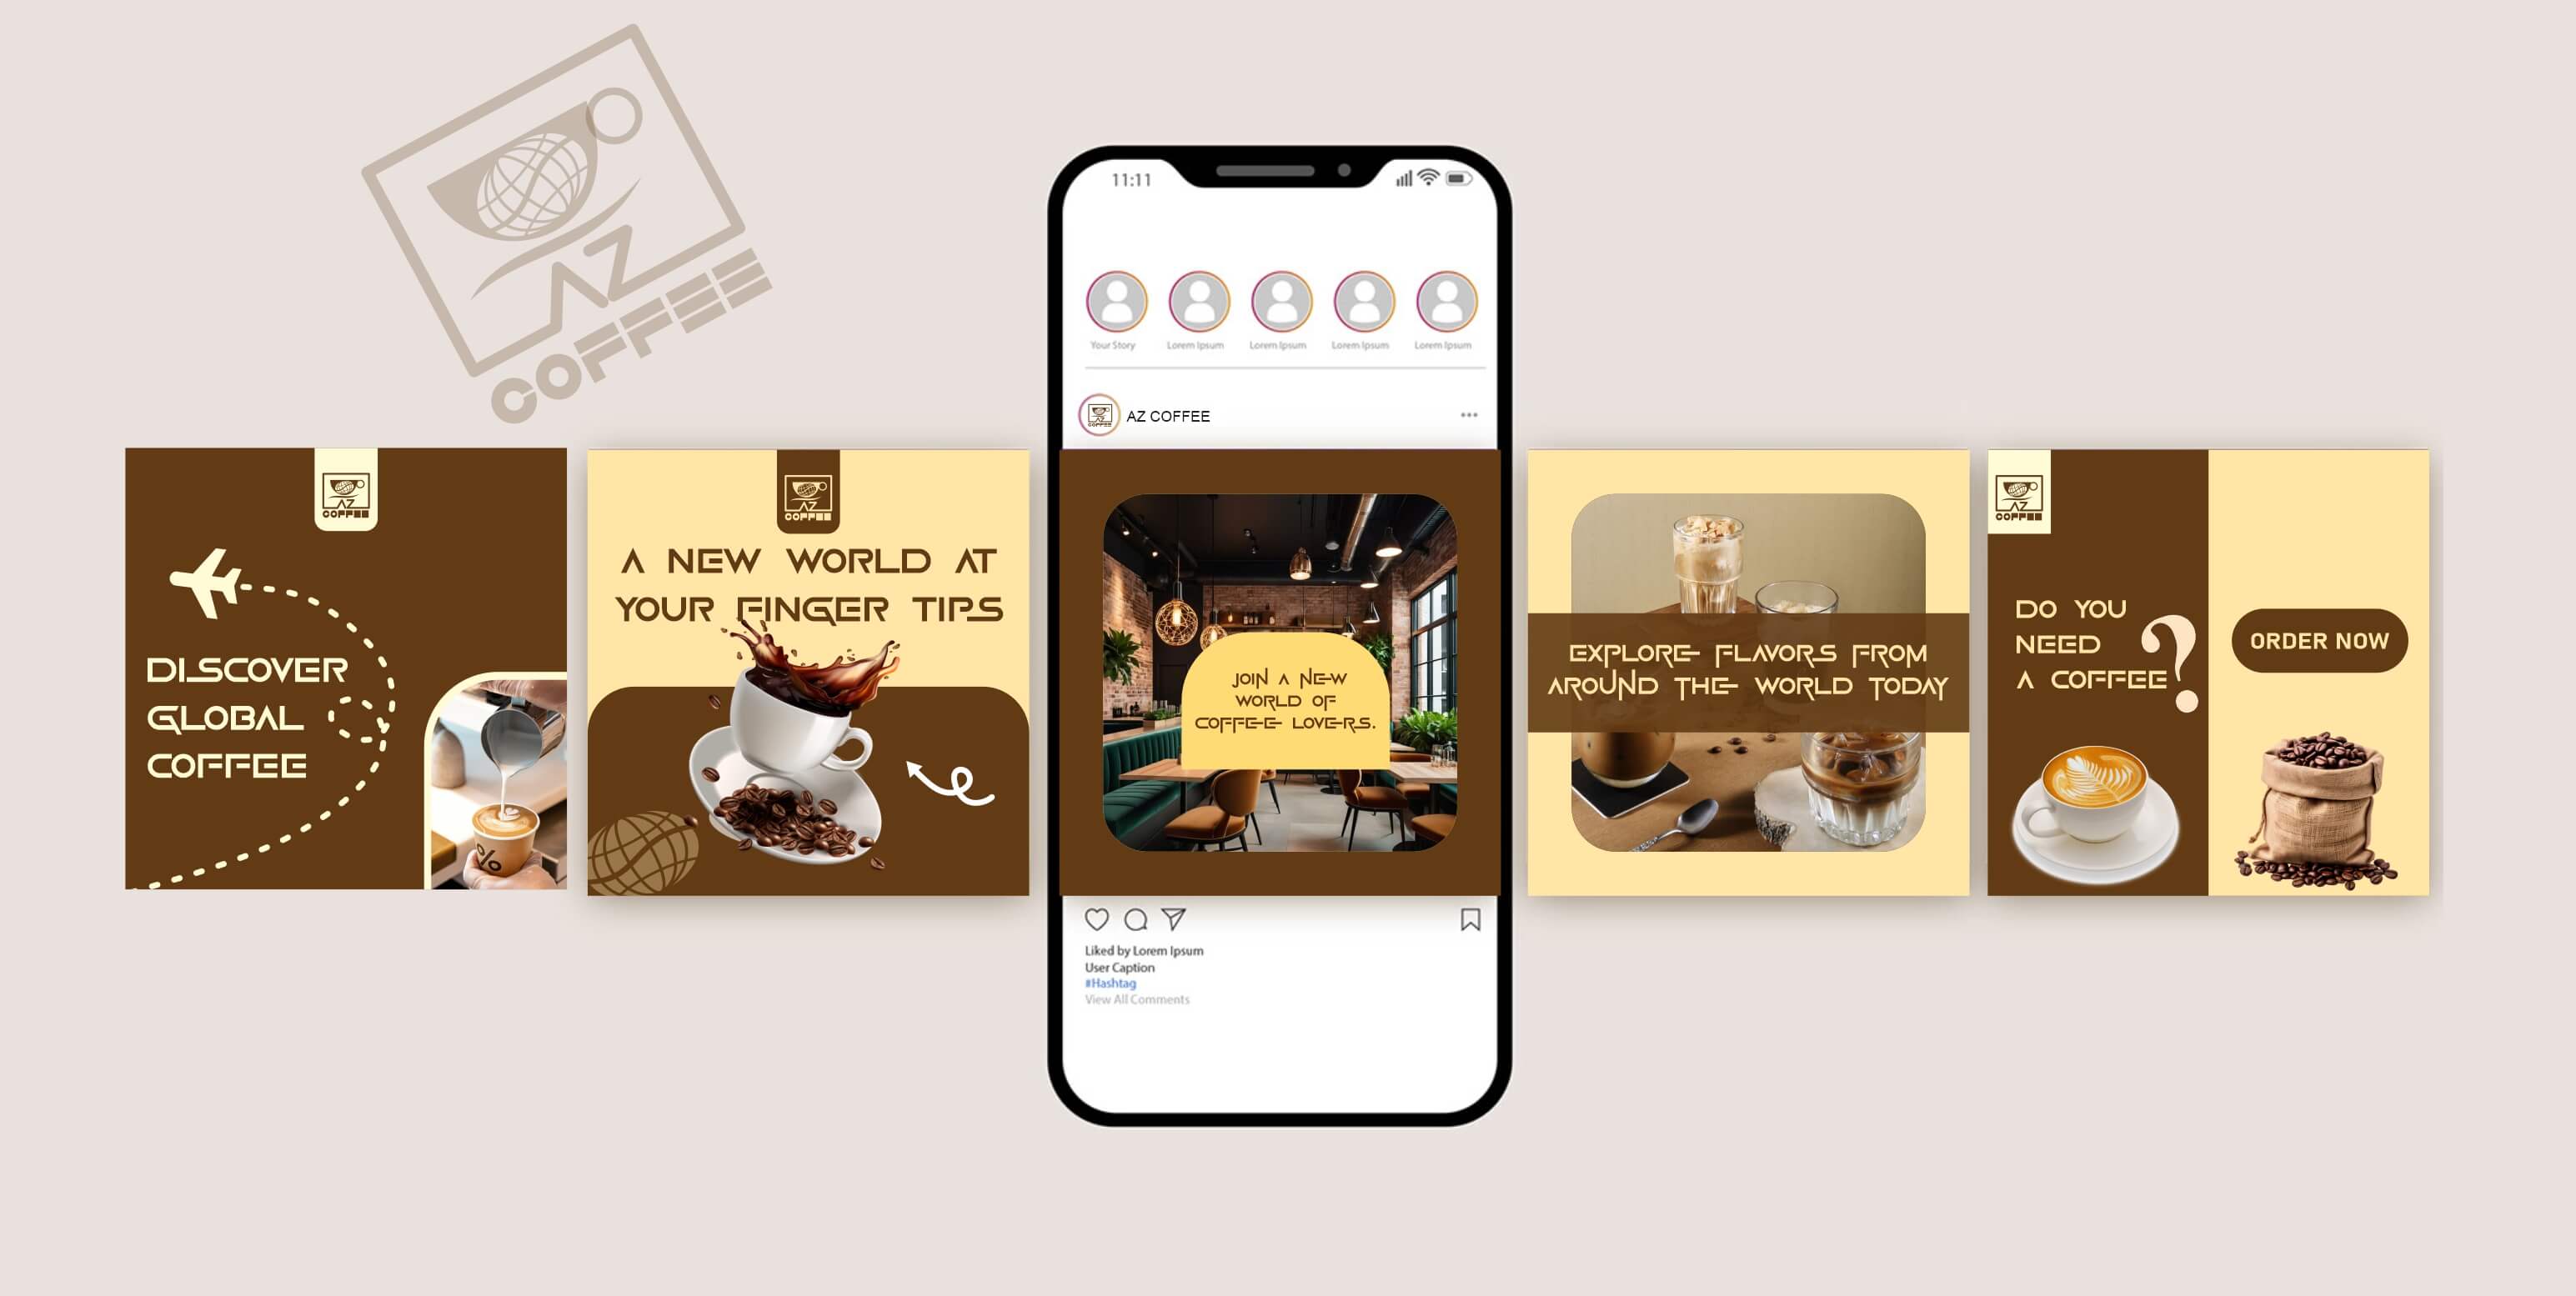 AZ
COFFEE
11:11
Your Story
Lorem Ipsum
Lorem Ipsum
Lorem Ipsum
Lorem Ipsum
AZ COFFEE
AZ
COFFEE
DISCOVER
GLOBAL
COFFEE
%
AZ
COFFEE
A NEW WORLD AT
YOUR FINGER TIPS
JOIN A NEW
WORLD OF
COFFEE LOVERS.
EXPLORE FLAVORS FROM
AROUND THE WORLD TODAY
AZ
COFFEE
DO YOU
NEED
A COFFEE?
ORDER NOW
Liked by Lorem Ipsum
User Caption
#Hashtag
View All Comments